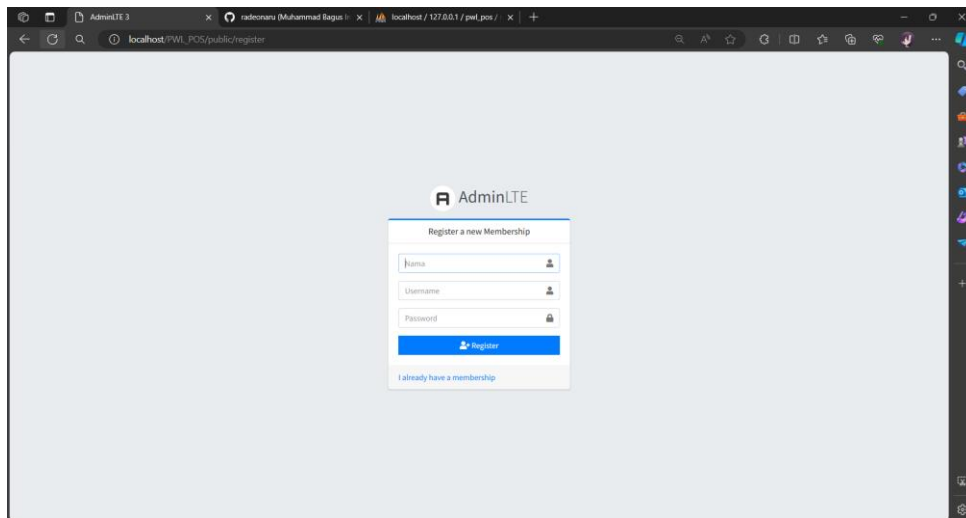 AdminLTE 3
radeonaru (Muhammad Bagus In
localhost / 127.0.0.1 / pwl_pos /
localhost/PWL_POS/public/register
AdminLTE
Register a new Membership
Nama
Username
Password
Register
I already have a membership